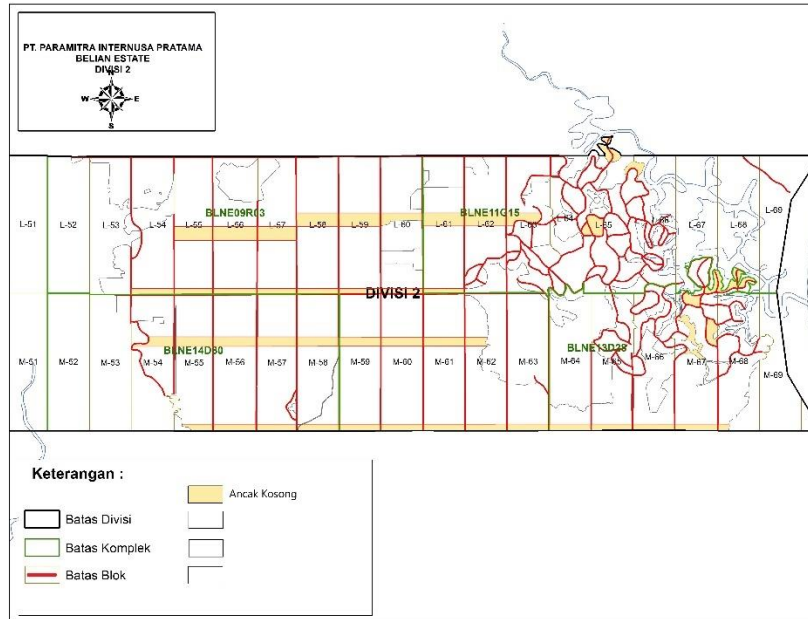 PT. PARAMITRA INTERNUSA PRATAMA
BELIAN ESTATE
DIVISI 2
N
W E
S
BLNE09R03 BLNE11C15
L-51 L-52 L-53 L-54 L-55 L-56 L-57 L-58 L-59 L-60 L-61 L-62 L-63 L-64 L-65 L-66 L-67 L-68 L-69
DIVISI 2
BLNE14D30 BLNE13D28
M-51 M-52 M-53 M-54 M-55 M-56 M-57 M-58 M-59 M-60 M-61 M-62 M-63 M-64 M-65 M-66 M-67 M-68 M-69
Keterangan :
Ancak Kosong
Batas Divisi
Batas Komplek
Batas Blok